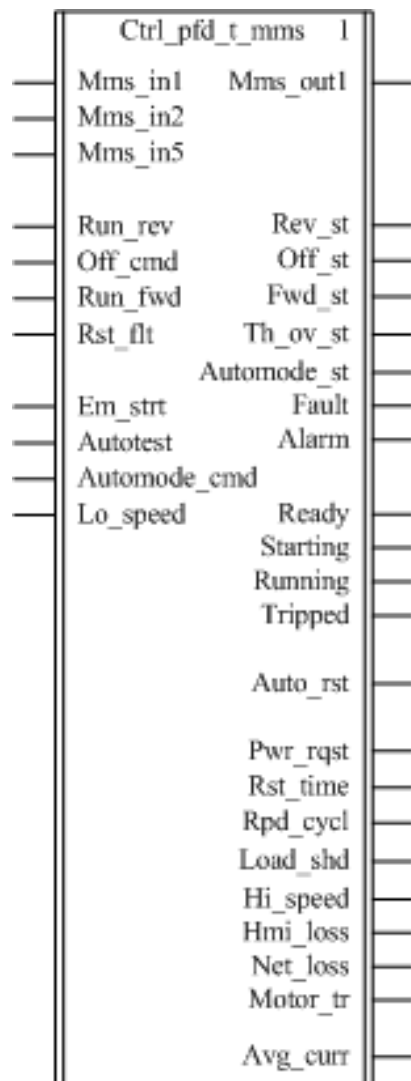 Ctrl_pfd_t_mms 1
Mms_in1 Mms_out1
Mms_in2
Mms_in5
Run_rev Rev_st
Off_cmd Off_st
Run_fwd Fwd_st
Rst_flt Th_ov_st
Automode_st
Em_strt Fault
Autotest Alarm
Automode_cmd
Lo_speed Ready
Starting
Running
Tripped
Auto_rst
Pwr_rqst
Rst_time
Rpd_cycl
Load_shd
Hi_speed
Hmi_loss
Net_loss
Motor_tr
Avg_curr